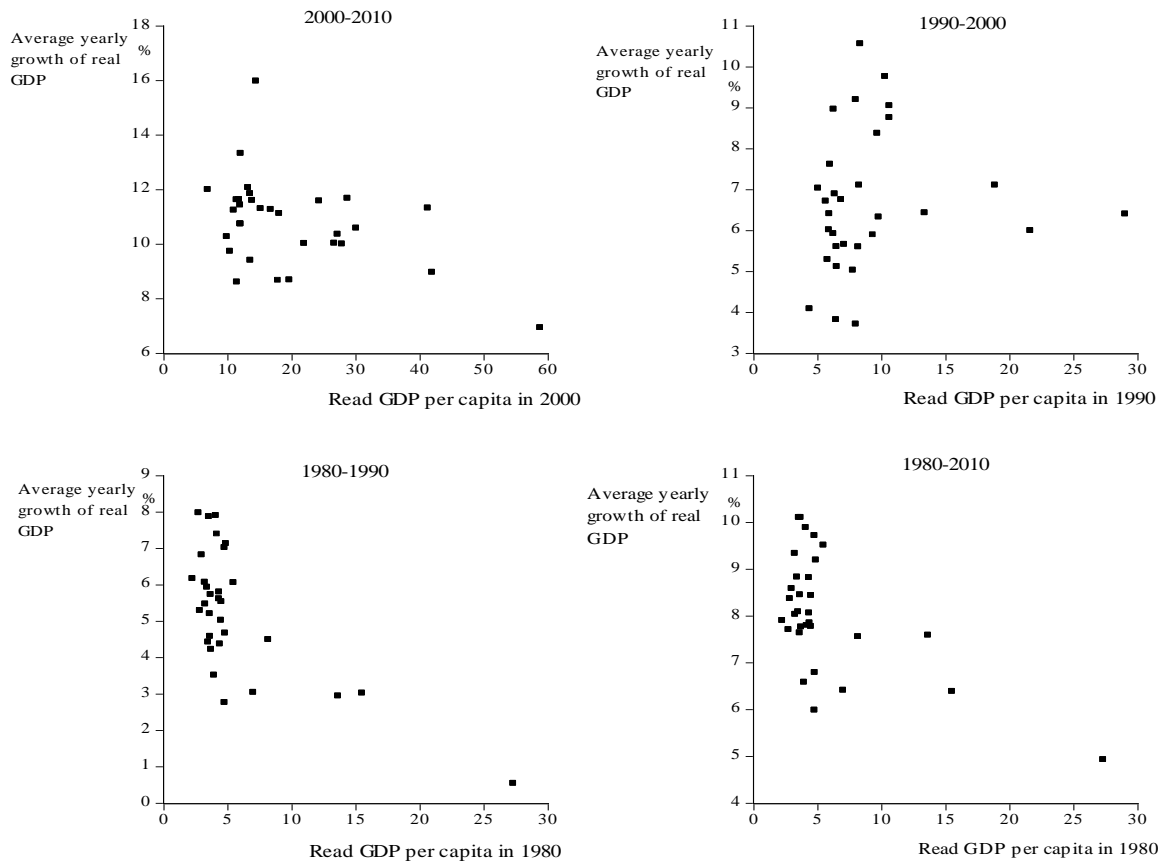 2000-2010
Average yearly
growth of real
GDP
%
18
16
14
12
10
8
6
0 10 20 30 40 50 60
Read GDP per capita in 2000
1990-2000
Average yearly
growth of real
GDP
%
11
10
9
8
7
6
5
4
3
0 5 10 15 20 25 30
Read GDP per capita in 1990
1980-1990
Average yearly
growth of real
GDP
%
9
8
7
6
5
4
3
2
1
0
0 5 10 15 20 25 30
Read GDP per capita in 1980
1980-2010
Average yearly
growth of real
GDP
%
11
10
9
8
7
6
5
4
0 5 10 15 20 25 30
Read GDP per capita in 1980